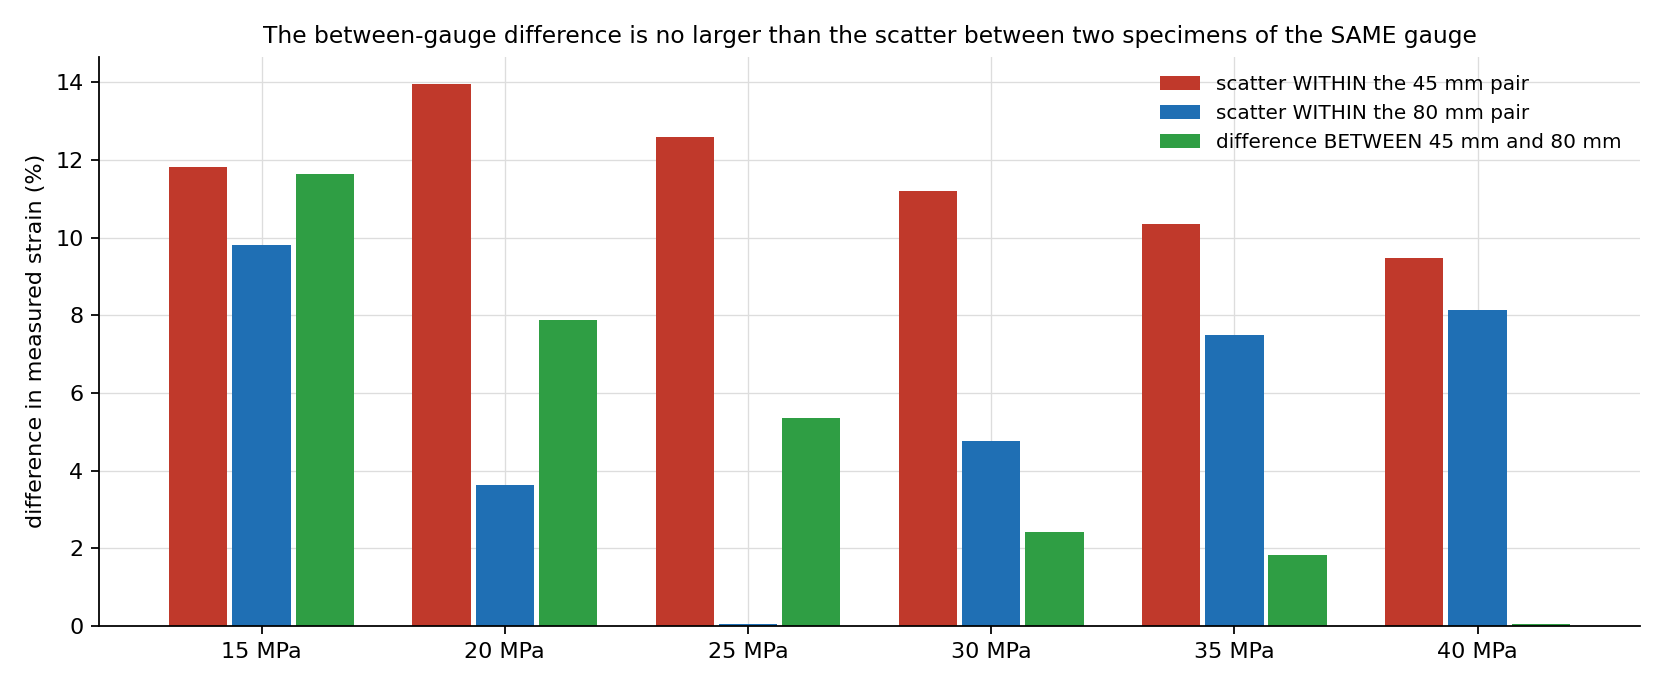 The between-gauge difference is no larger than the scatter between two specimens of the SAME gauge
scatter WITHIN the 45 mm pair
scatter WITHIN the 80 mm pair
difference BETWEEN 45 mm and 80 mm
difference in measured strain (%)
14
12
10
8
6
4
2
0
15 MPa
20 MPa
25 MPa
30 MPa
35 MPa
40 MPa